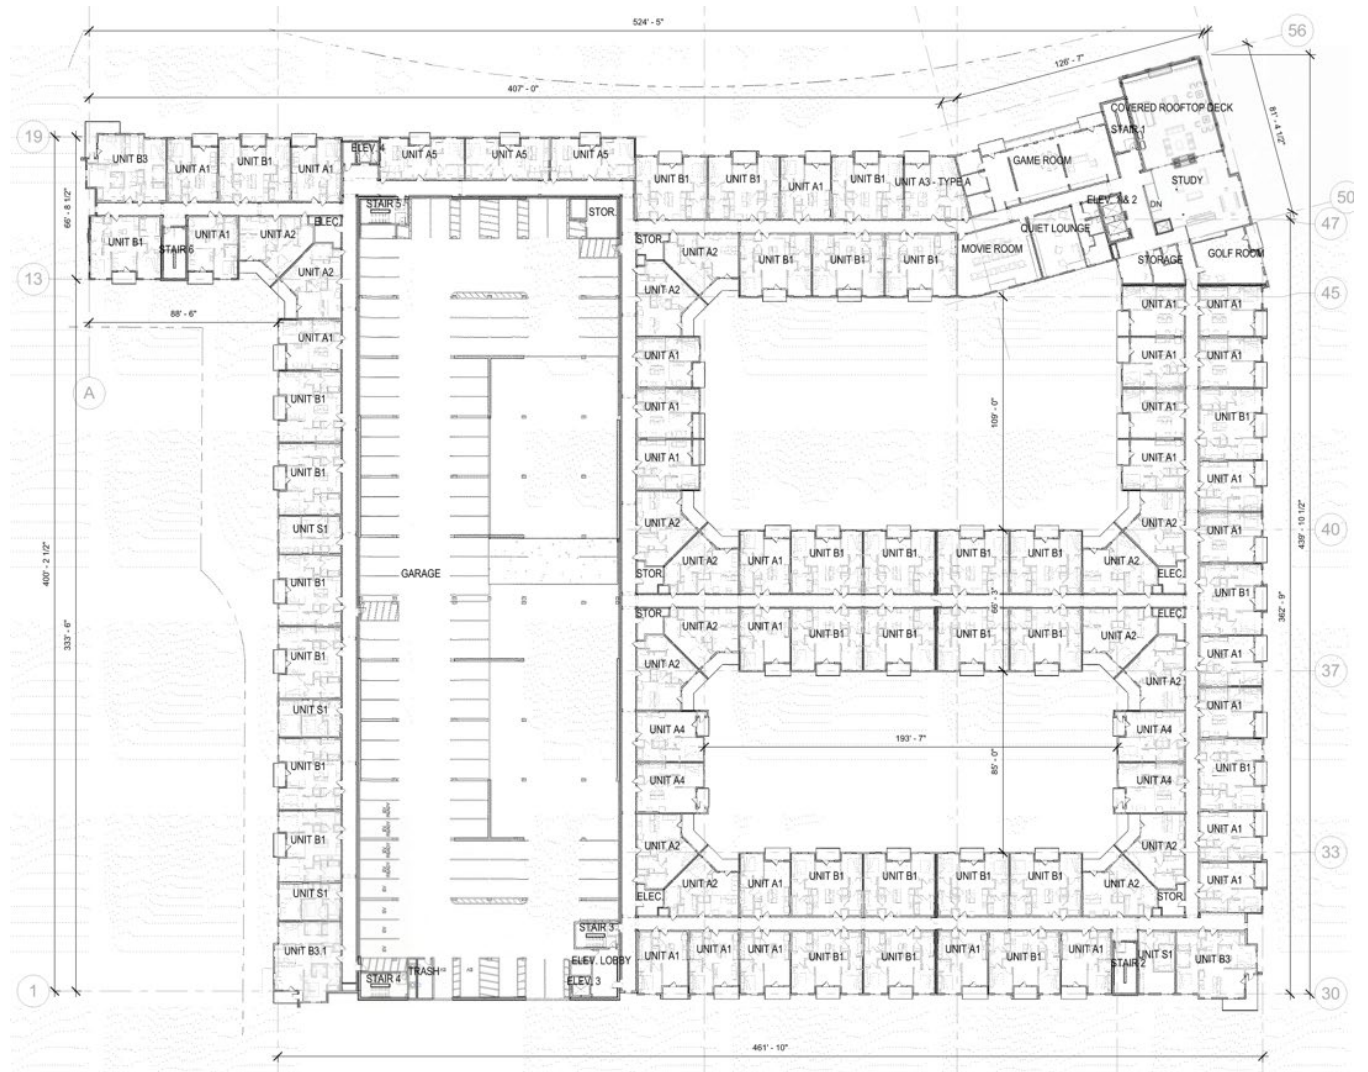 524' - 5"
56
126' - 7"
407' - 0"
81' - 4 1/2"
COVERED ROOFTOP DECK
19
STAIR 1
ELEV. 4
UNIT B3
UNIT A1
UNIT B1
UNIT A1
UNIT A5
UNIT A5
UNIT A5
GAME ROOM
UNIT B1
UNIT B1
UNIT A1
UNIT B1
UNIT A3 - TYPE A
STUDY
66' - 8 1/2"
STAIR 5
STOR.
ELEV. 1& 2
DN
50
ELEC.
47
UNIT B1
STAIR 6
UNIT A1
UNIT A2
QUIET LOUNGE
STOR.
UNIT A2
MOVIE ROOM
GOLF ROOM
STORAGE
UNIT B1
UNIT B1
UNIT B1
13
UNIT A2
UNIT A2
45
88' - 6"
UNIT A1
UNIT A1
UNIT A1
UNIT A1
UNIT A1
UNIT A1
UNIT A1
A
UNIT B1
UNIT A1
UNIT A1
109' - 0"
UNIT B1
UNIT A1
UNIT A1
UNIT B1
UNIT A1
UNIT S1
UNIT A2
UNIT A2
UNIT A1
40
439' - 10 1/2"
UNIT A2
UNIT A1
UNIT B1
UNIT B1
UNIT B1
UNIT B1
UNIT A2
400' - 2 1/2"
GARAGE
STOR.
ELEC.
UNIT B1
UNIT B1
66' - 3"
362' - 9"
STOR.
ELEC.
333' - 6"
UNIT A2
UNIT A1
UNIT B1
UNIT B1
UNIT B1
UNIT B1
UNIT A2
UNIT B1
UNIT A2
UNIT A2
UNIT A1
37
UNIT S1
UNIT A1
UNIT A4
UNIT A4
193' - 7"
85' - 0"
UNIT B1
UNIT A4
UNIT A4
UNIT B1
UNIT B1
UNIT A2
UNIT A2
UNIT A1
33
UNIT S1
UNIT A2
UNIT A1
UNIT B1
UNIT B1
UNIT B1
UNIT B1
UNIT A2
UNIT A1
ELEC.
STOR.
STAIR 3
UNIT B3.1
UNIT A1
UNIT A1
UNIT A1
UNIT B1
UNIT B1
UNIT A1
UNIT B1
UNIT A1
UNIT S1
UNIT B3
ELEV. LOBBY
STAIR 2
STAIR 4
TRASH
ELEV. 3
1
30
461' - 10"